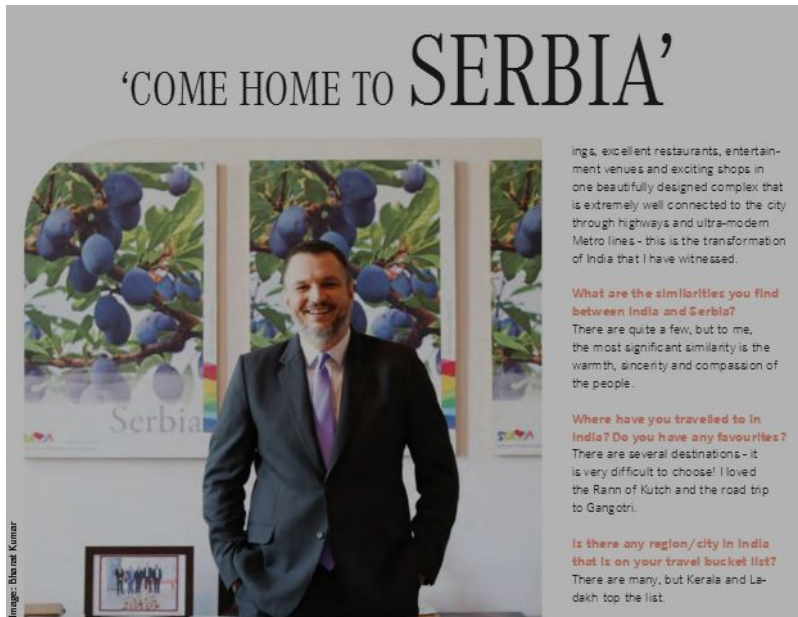 ‘COME HOME TO SERBIA’
Serbia
Image: Bharat Kumar
ings, excellent restaurants, entertain-
ment venues and exciting shops in
one beautifully designed complex that
is extremely well connected to the city
through highways and ultra-modern
Metro lines - this is the transformation
of India that I have witnessed.
What are the similarities you find
between India and Serbia?
There are quite a few, but to me,
the most significant similarity is the
warmth, sincerity and compassion of
the people.
Where have you travelled to in
India? Do you have any favourites?
There are several destinations - it
is very difficult to choose! I loved
the Rann of Kutch and the road trip
to Gangotri.
Is there any region/city in India
that is on your travel bucket list?
There are many, but Kerala and La-
dakh top the list.